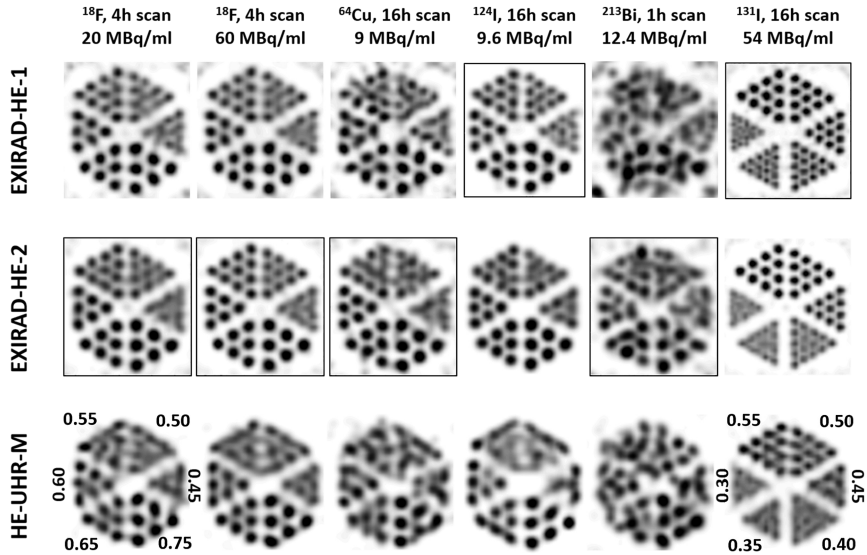 ¹⁸F, 4h scan
20 MBq/ml
¹⁸F, 4h scan
60 MBq/ml
⁶⁴Cu, 16h scan
9 MBq/ml
¹²⁴I, 16h scan
9.6 MBq/ml
²¹³Bi, 1h scan
12.4 MBq/ml
¹³¹I, 16h scan
54 MBq/ml
EXIRAD-HE-1
EXIRAD-HE-2
HE-UHR-M
0.55
0.50
0.60
0.45
0.65
0.75
0.55
0.50
0.30
0.45
0.35
0.40